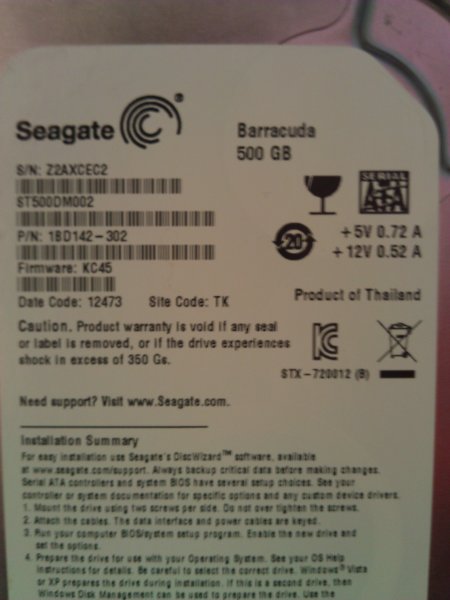 Seagate
Barracuda
500 GB
S/N: Z2AXCEC2
ST500DM002
P/N: 1BD142-302
Firmware: KC45
Date Code: 12473 Site Code: TK
SERIAL
ATA
20
+5V 0.72 A
+12V 0.52 A
Product of Thailand
Caution. Product warranty is void if any seal
or label is removed, or if the drive experiences
shock in excess of 350 Gs.
STX-720012 (B)
Need support? Visit www.Seagate.com.
Installation Summary
For easy installation use Seagate's DiscWizard™ software, available
at www.seagate.com/support. Always backup critical data before making changes.
Serial ATA controllers and system BIOS have several setup choices. See your
controller or system documentation for specific options and any custom device drivers.
1. Mount the drive using two screws per side. Do not over tighten the screws.
2. Attach the cables. The data interface and power cables are keyed.
3. Run your computer BIOS/system setup program. Enable the new drive and
set the options.
4. Prepare the drive for use with your Operating System. See your OS Help
instructions for details. Be careful to select the correct drive. Windows® Vista
or XP prepares the drive during installation. If this is a second drive, then
Windows Disk Management can be used to prepare the drive. Use the